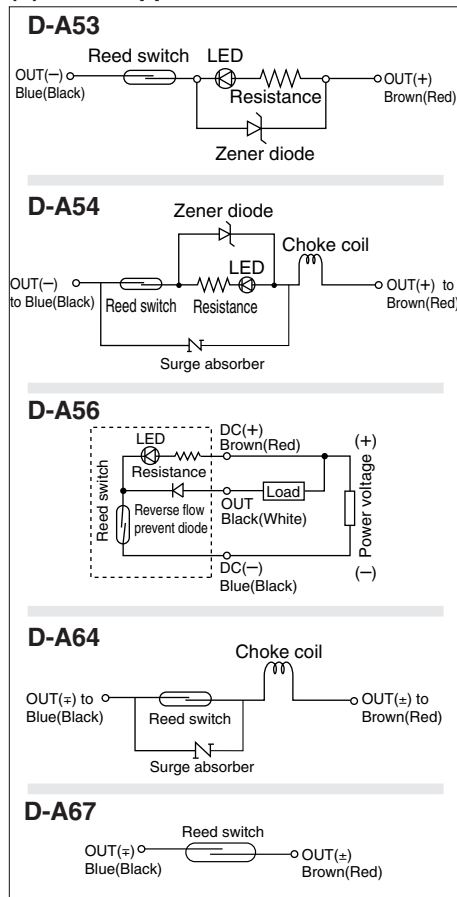 D-A53
Reed switch LED
OUT(−) OUT(+)
Blue(Black) Resistance Brown(Red)
Zener diode
D-A54
Zener diode
Choke coil
LED
OUT(−) OUT(+) to
to Blue(Black) Reed switch Resistance Brown(Red)
Surge absorber
D-A56
DC(+)
LED Brown(Red) (+)
Resistance
Reed switch
Reverse flow
prevent diode
Load
OUT
Black(White)
Power voltage
DC(−) (−)
Blue(Black)
D-A64
Choke coil
OUT(∓) to OUT(±) to
Blue(Black) Reed switch Brown(Red)
Surge absorber
D-A67
Reed switch
OUT(∓) OUT(±)
Blue(Black) Brown(Red)